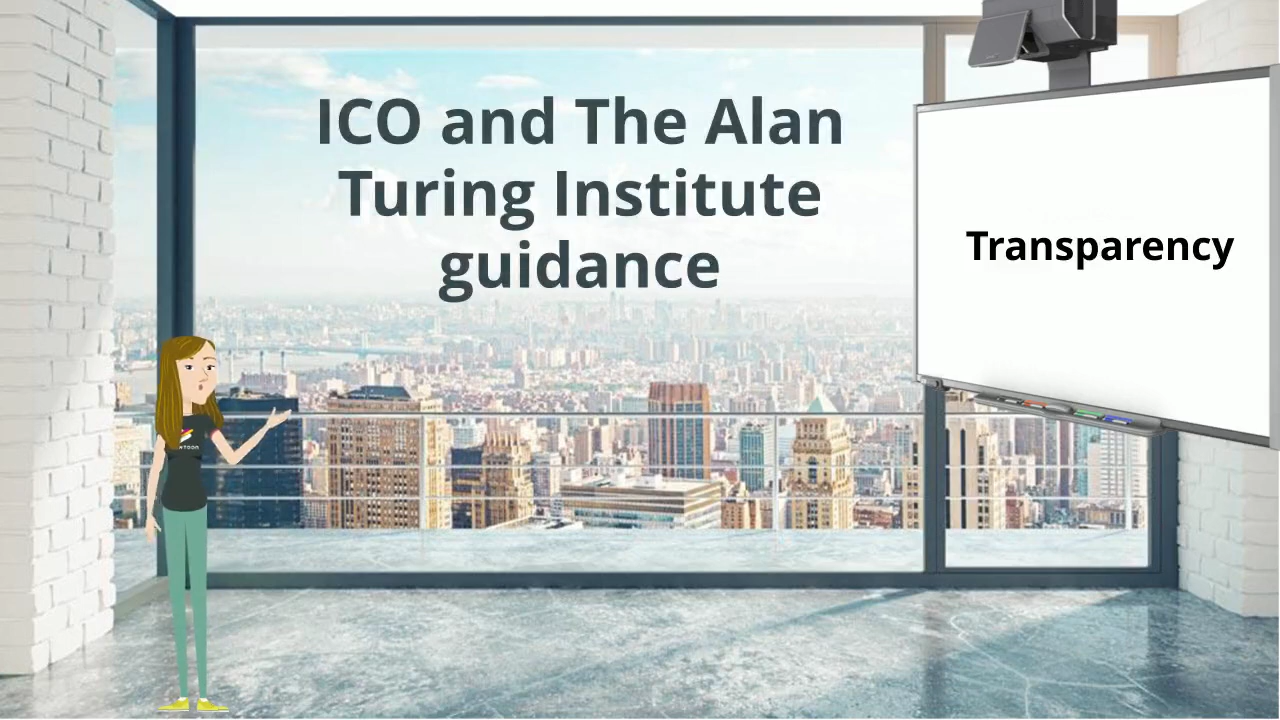 ICO and The Alan
Turing Institute
guidance
Transparency